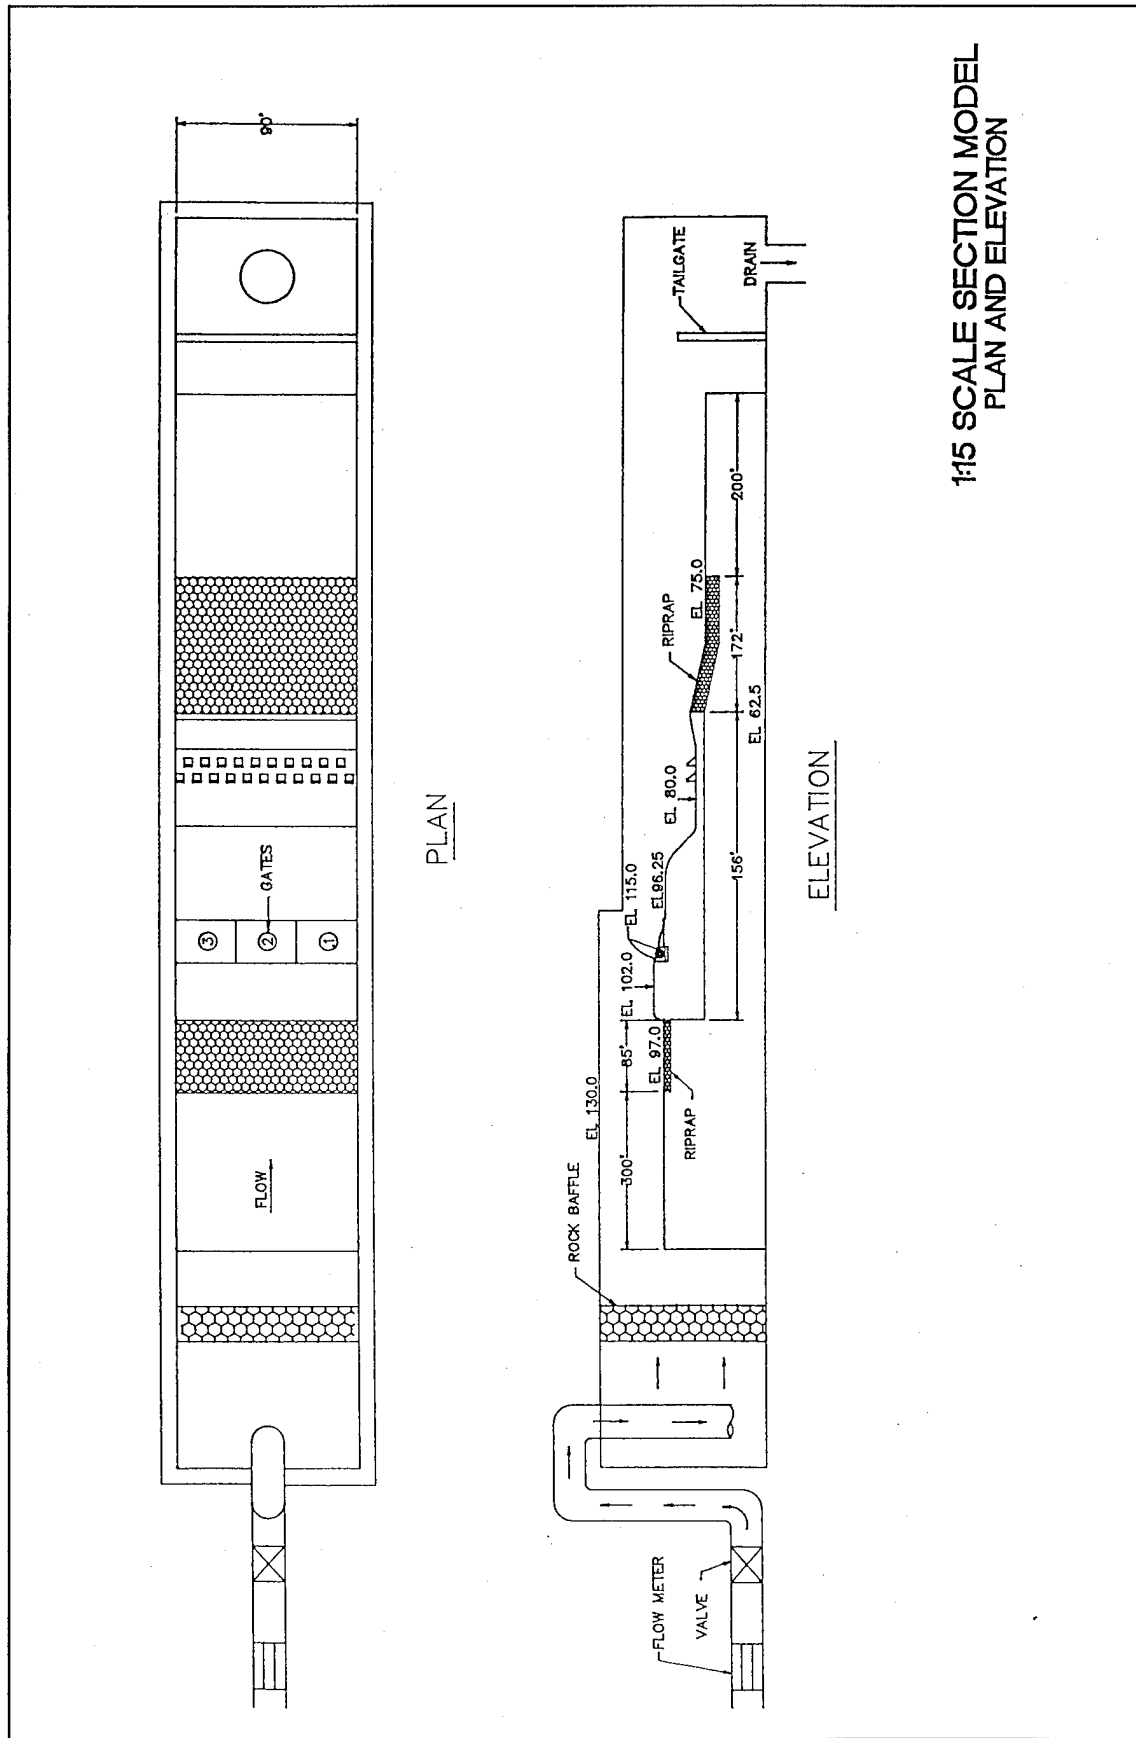 90'
③
②
①
GATES
FLOW
PLAN
TAILGATE
DRAIN
200'
EL 75.0
RIPRAP
172'
EL 62.5
EL 80.0
156'
EL 115.0
EL96.25
EL 102.0
EL 97.0
85'
RIPRAP
EL 130.0
300'
ROCK BAFFLE
FLOW METER
VALVE
ELEVATION
1:15 SCALE SECTION MODEL
PLAN AND ELEVATION